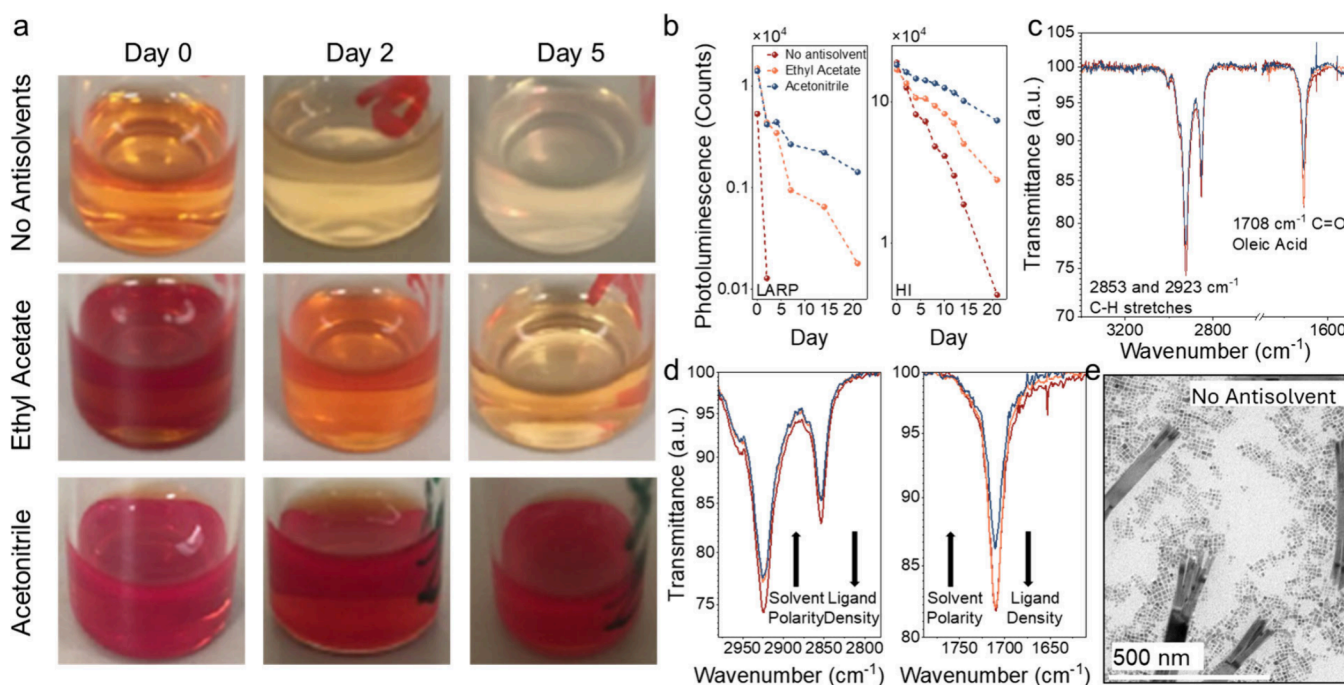 a
Day 0
Day 2
Day 5
No Antisolvents
Ethyl Acetate
Acetonitrile
b
×10⁴
×10⁴
No antisolvent
Ethyl Acetate
Acetonitrile
Photoluminescence (Counts)
1
0.1
0.01
10
1
LARP
HI
0 5 10 15 20
0 5 10 15 20
Day
Day
c
Transmittance (a.u.)
100
95
90
85
80
75
70
1708 cm⁻¹ C=O
Oleic Acid
2853 and 2923 cm⁻¹
C-H stretches
3200 2800 1600
Wavenumber (cm⁻¹)
d
Transmittance (a.u.)
100
95
90
85
80
75
Solvent
Polarity
Ligand
Density
2950 2900 2850 2800
Wavenumber (cm⁻¹)
100
95
90
85
80
Solvent
Polarity
Ligand
Density
1750 1700 1650
Wavenumber (cm⁻¹)
e
No Antisolvent
500 nm